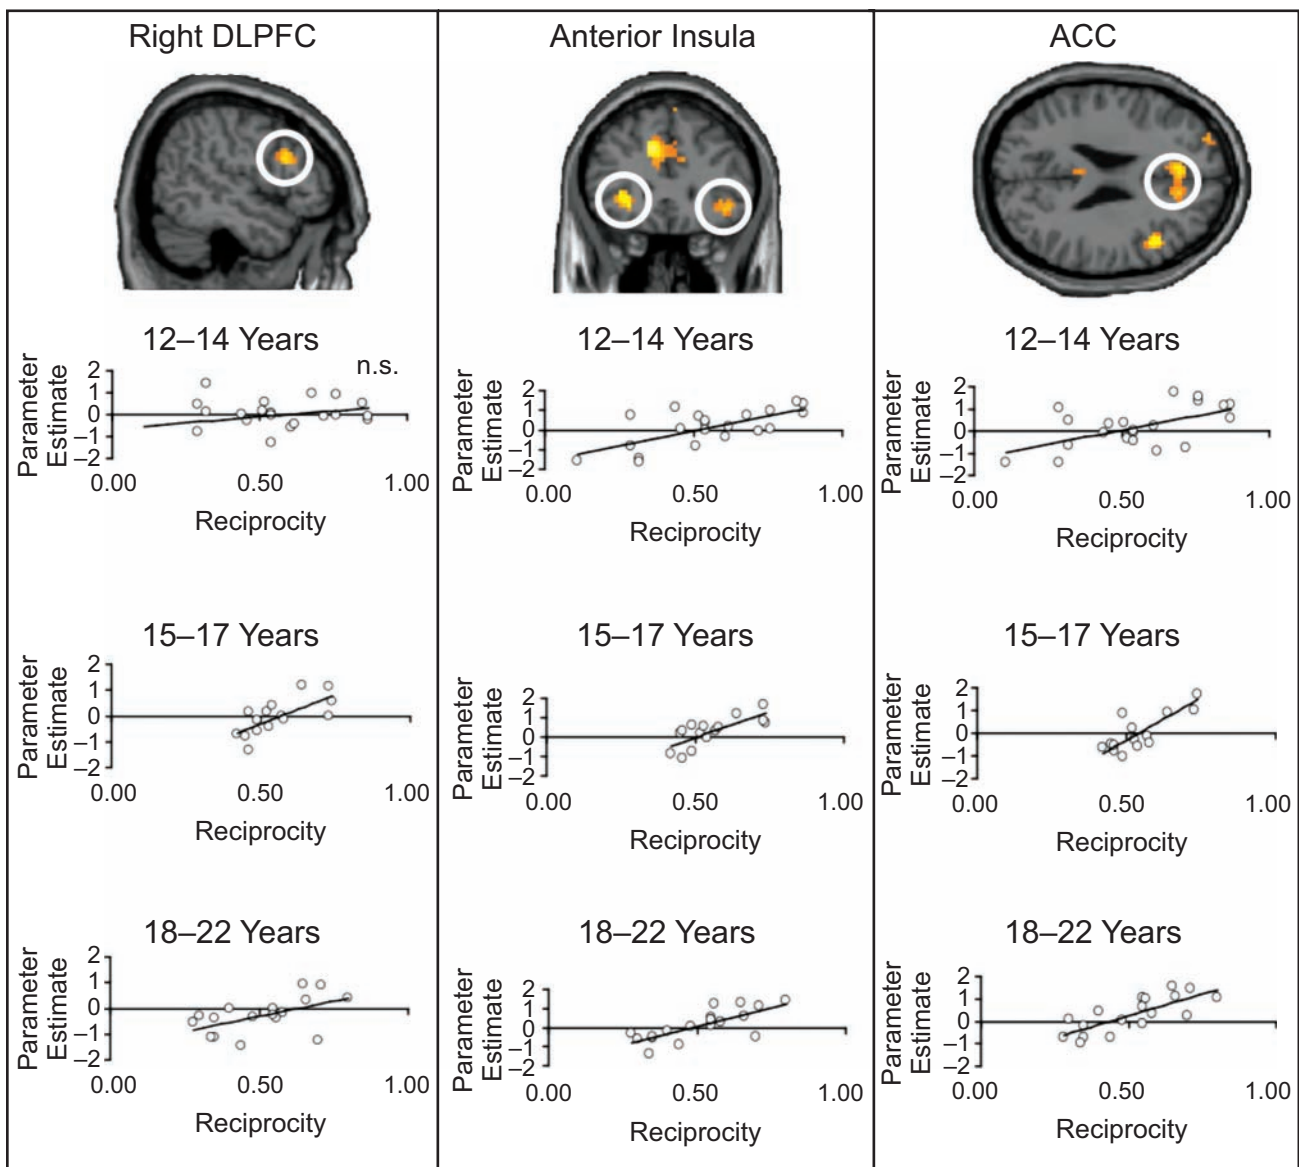 Right DLPFC
12–14 Years
n.s.
Parameter
Estimate
2
1
0
–1
–2
0.00 0.50 1.00
Reciprocity
15–17 Years
Parameter
Estimate
2
1
0
–1
–2
0.00 0.50 1.00
Reciprocity
18–22 Years
Parameter
Estimate
2
1
0
–1
–2
0.00 0.50 1.00
Reciprocity
Anterior Insula
12–14 Years
Parameter
Estimate
2
1
0
–1
–2
0.00 0.50 1.00
Reciprocity
15–17 Years
Parameter
Estimate
2
1
0
–1
–2
0.00 0.50 1.00
Reciprocity
18–22 Years
Parameter
Estimate
2
1
0
–1
–2
0.00 0.50 1.00
Reciprocity
ACC
12–14 Years
Parameter
Estimate
2
1
0
–1
–2
0.00 0.50 1.00
Reciprocity
15–17 Years
Parameter
Estimate
2
1
0
–1
–2
0.00 0.50 1.00
Reciprocity
18–22 Years
Parameter
Estimate
2
1
0
–1
–2
0.00 0.50 1.00
Reciprocity